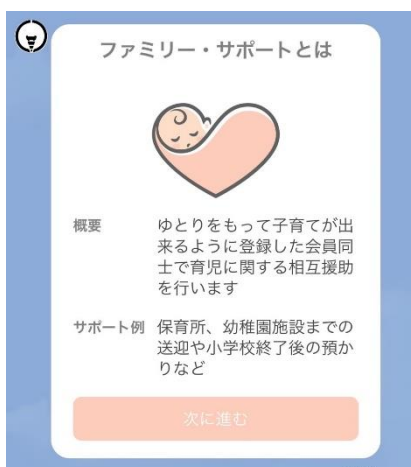 ファミリー・サポートとは
概要
ゆとりをもって子育てが出
来るように登録した会員同
士で育児に関する相互援助
を行います
サポート例
保育所、幼稚園施設までの
送迎や小学校終了後の預か
りなど
次に進む